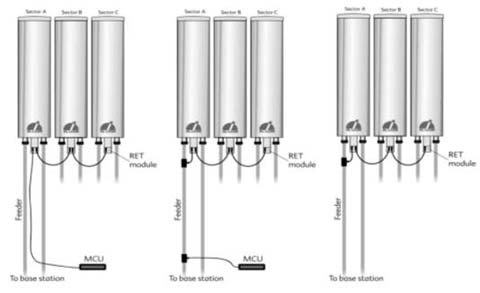 Sector A Sector B Sector C
RET
module
Feeder
MCU
To base station
Sector A Sector B Sector C
RET
module
Feeder
MCU
To base station
Sector A Sector B Sector C
RET
module
Feeder
To base station